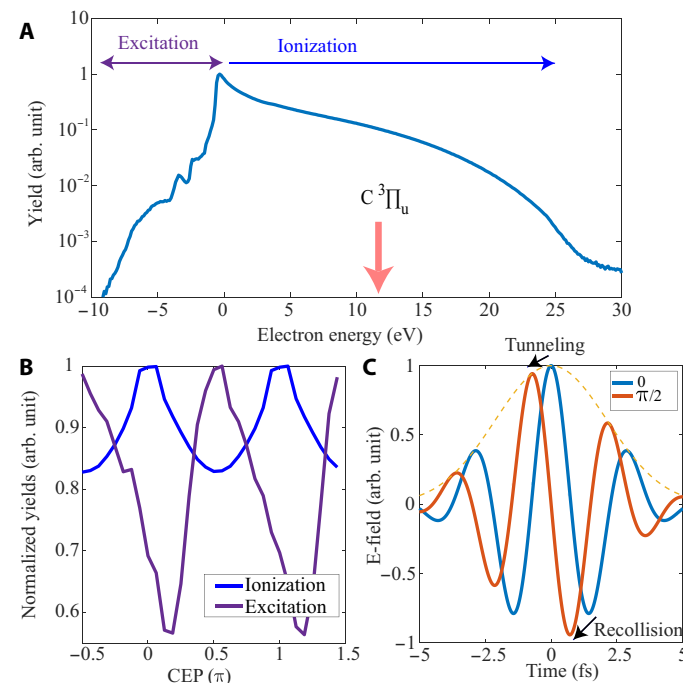 A
Excitation
Ionization
C ³Π_u
Yield (arb. unit)
10
1
10⁻¹
10⁻²
10⁻³
10⁻⁴
−10 −5 0 5 10 15 20 25 30
Electron energy (eV)
B
Normalized yields (arb. unit)
1
0.9
0.8
0.7
0.6
Ionization
Excitation
-0.5 0 0.5 1 1.5
CEP (π)
C
Tunneling
0
π/2
E-field (arb. unit)
1
0.5
0
−0.5
−1
Recollision
−5 −2.5 0 2.5 5
Time (fs)